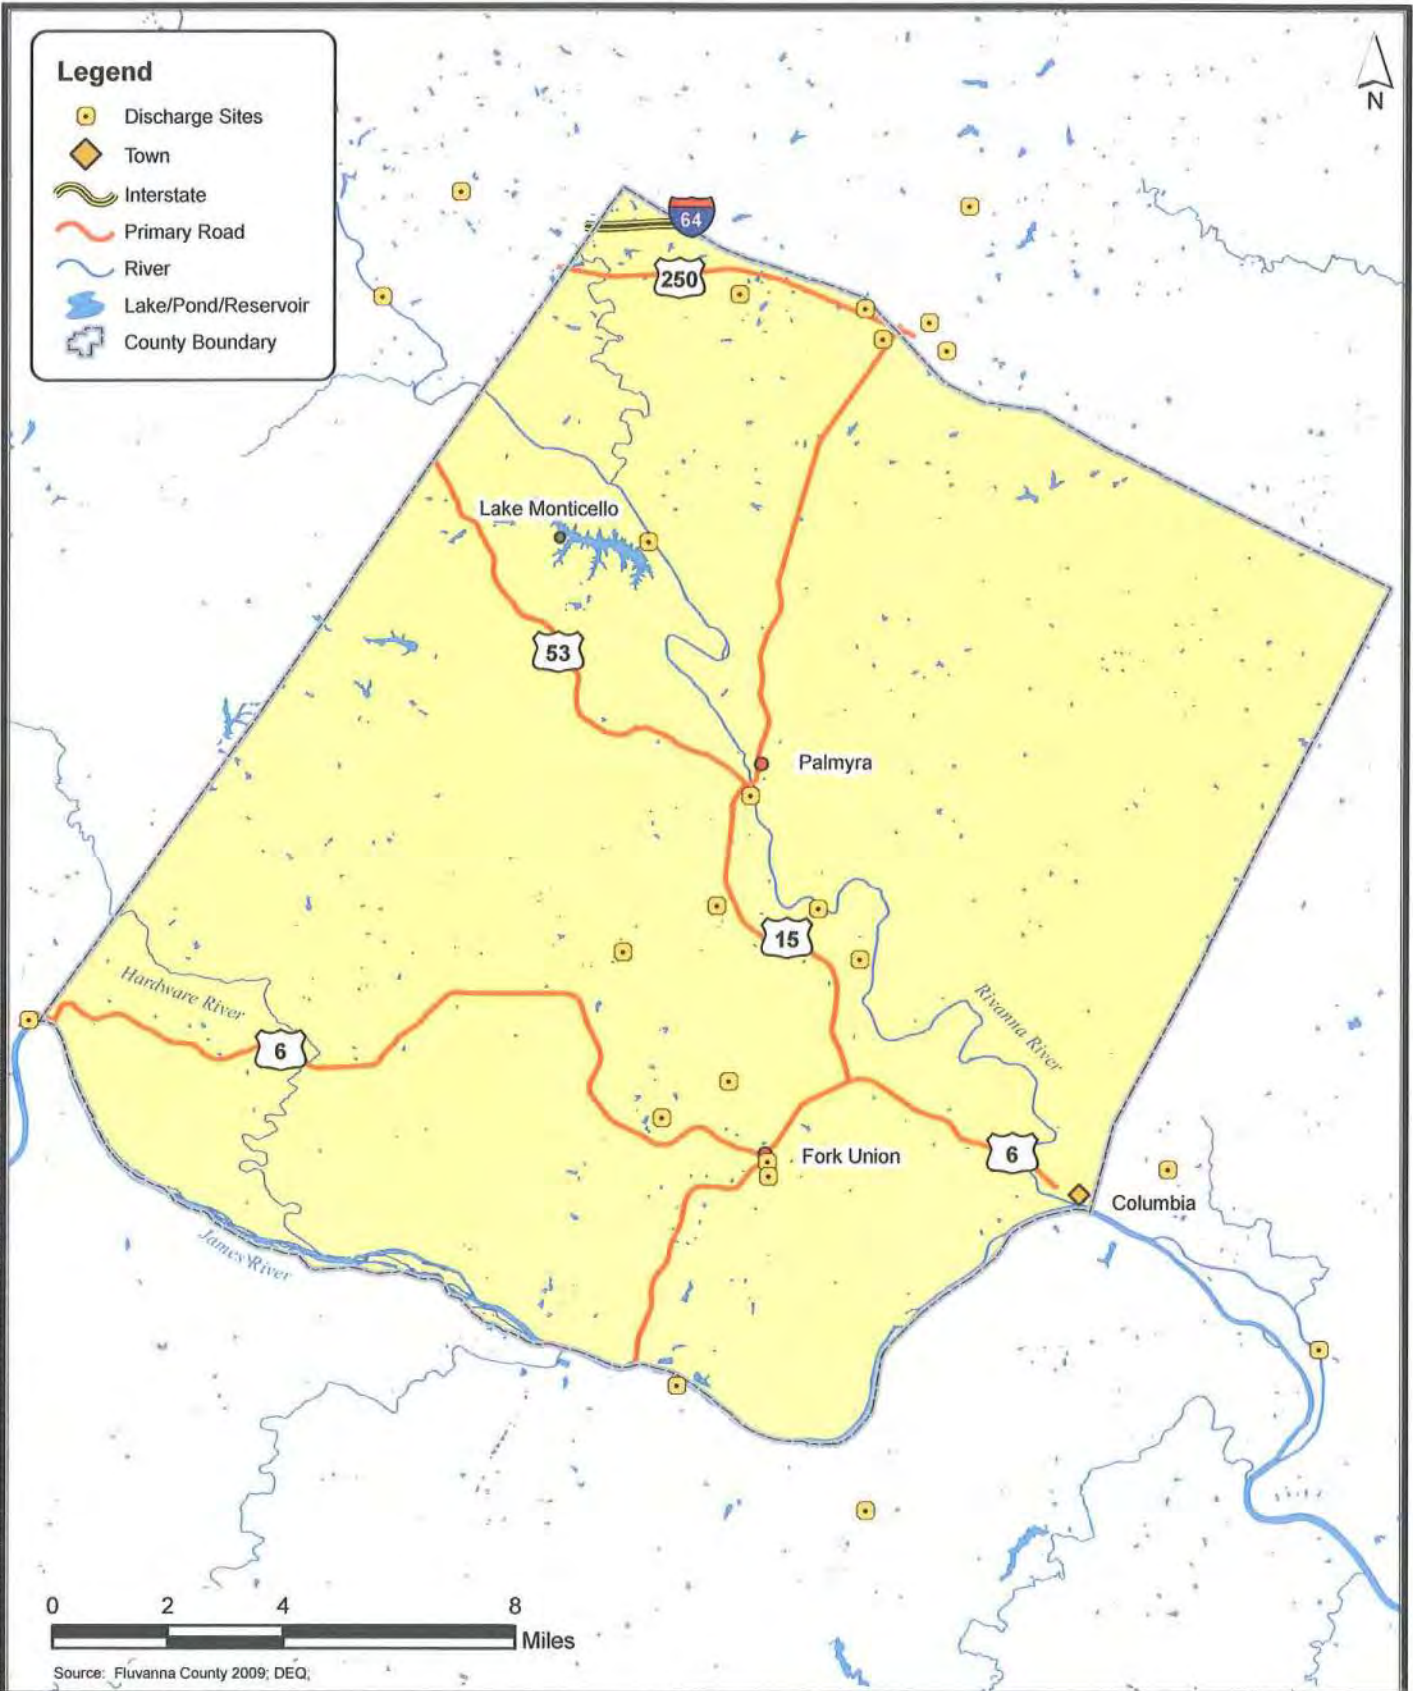 Legend
Discharge Sites
Town
Interstate
Primary Road
River
Lake/Pond/Reservoir
County Boundary
N
64
250
Lake Monticello
53
Palmyra
15
Hardware River
Rivanna River
6
Fork Union
6
Columbia
James River
0 2 4 8
Miles
Source: Fluvanna County 2009; DEQ;